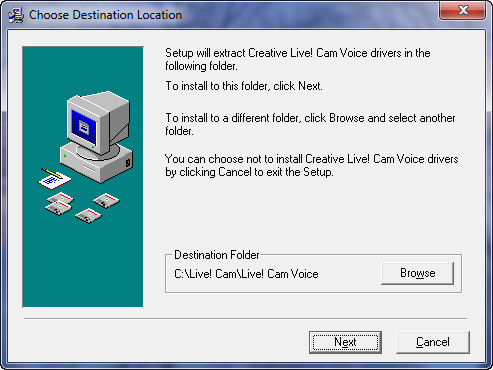 Choose Destination Location
Setup will extract Creative Live! Cam Voice drivers in the
following folder.
To install to this folder, click Next.
To install to a different folder, click Browse and select another
folder.
You can choose not to install Creative Live! Cam Voice drivers
by clicking Cancel to exit the Setup.
Destination Folder
C:\Live! Cam\Live! Cam Voice
Browse
Next
Cancel